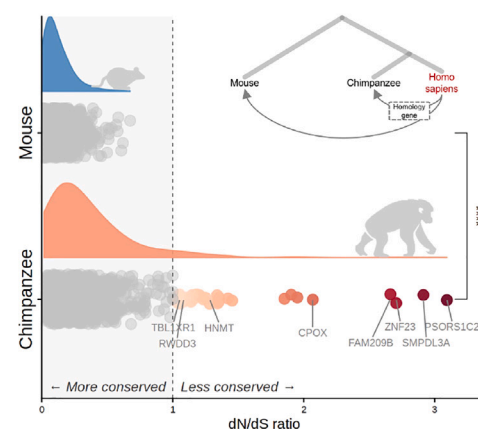 Mouse
Chimpanzee
Homo
sapiens
Homology
gene
Mouse
Chimpanzee
TBL1XR1
HNMT
RWDD3
CPOX
ZNF23
PSORS1C2
FAM209B
SMPDL3A
← More conserved
Less conserved →
0
1
2
3
dN/dS ratio